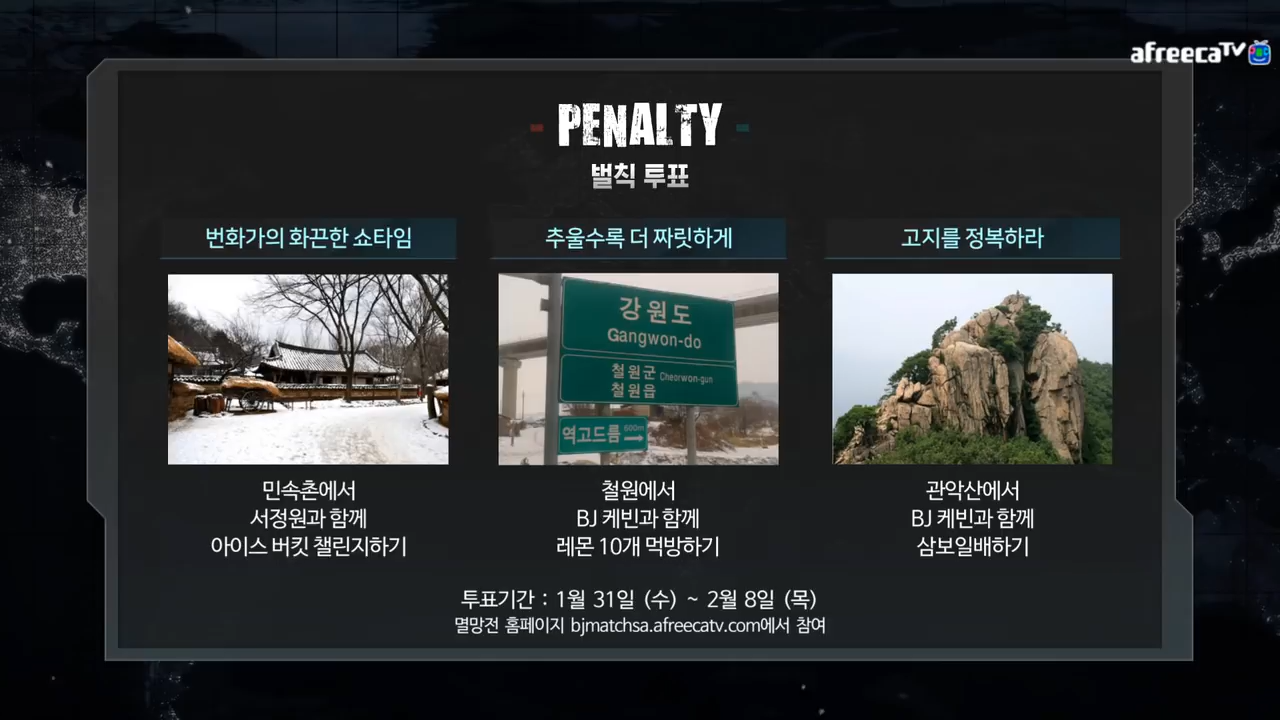 afreecaTV
PENALTY
벌칙 투표
번화가의 화끈한 쇼타임
추울수록 더 짜릿하게
고지를 정복하라
강원도
Gangwon-do
철원군 Cheorwon-gun
철원읍
역고드름 600m
민속촌에서
서정원과 함께
아이스 버킷 챌린지하기
철원에서
BJ 케빈과 함께
레몬 10개 먹방하기
관악산에서
BJ 케빈과 함께
삼보일배하기
투표기간 : 1월 31일 (수) ~ 2월 8일 (목)
멸망전 홈페이지 bjmatchsa.afreecatv.com에서 참여